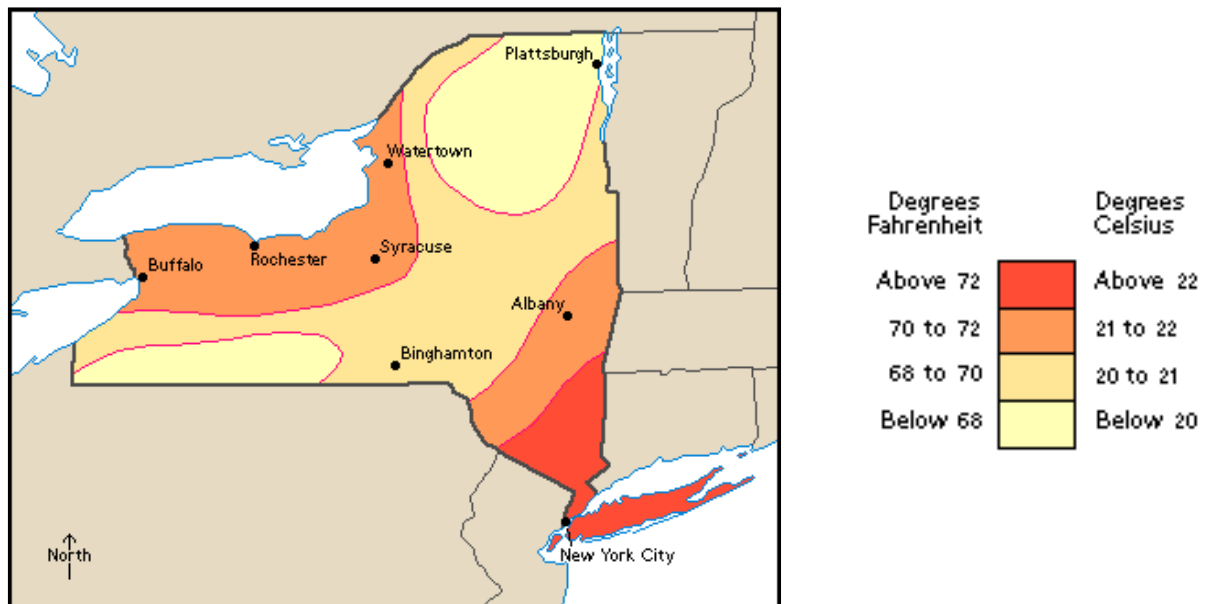 Plattsburgh
Watertown
Syracuse
Rochester
Buffalo
Albany
Binghamton
New York City
North
Degrees
Fahrenheit
Degrees
Celsius
Above 72
Above 22
70 to 72
21 to 22
68 to 70
20 to 21
Below 68
Below 20